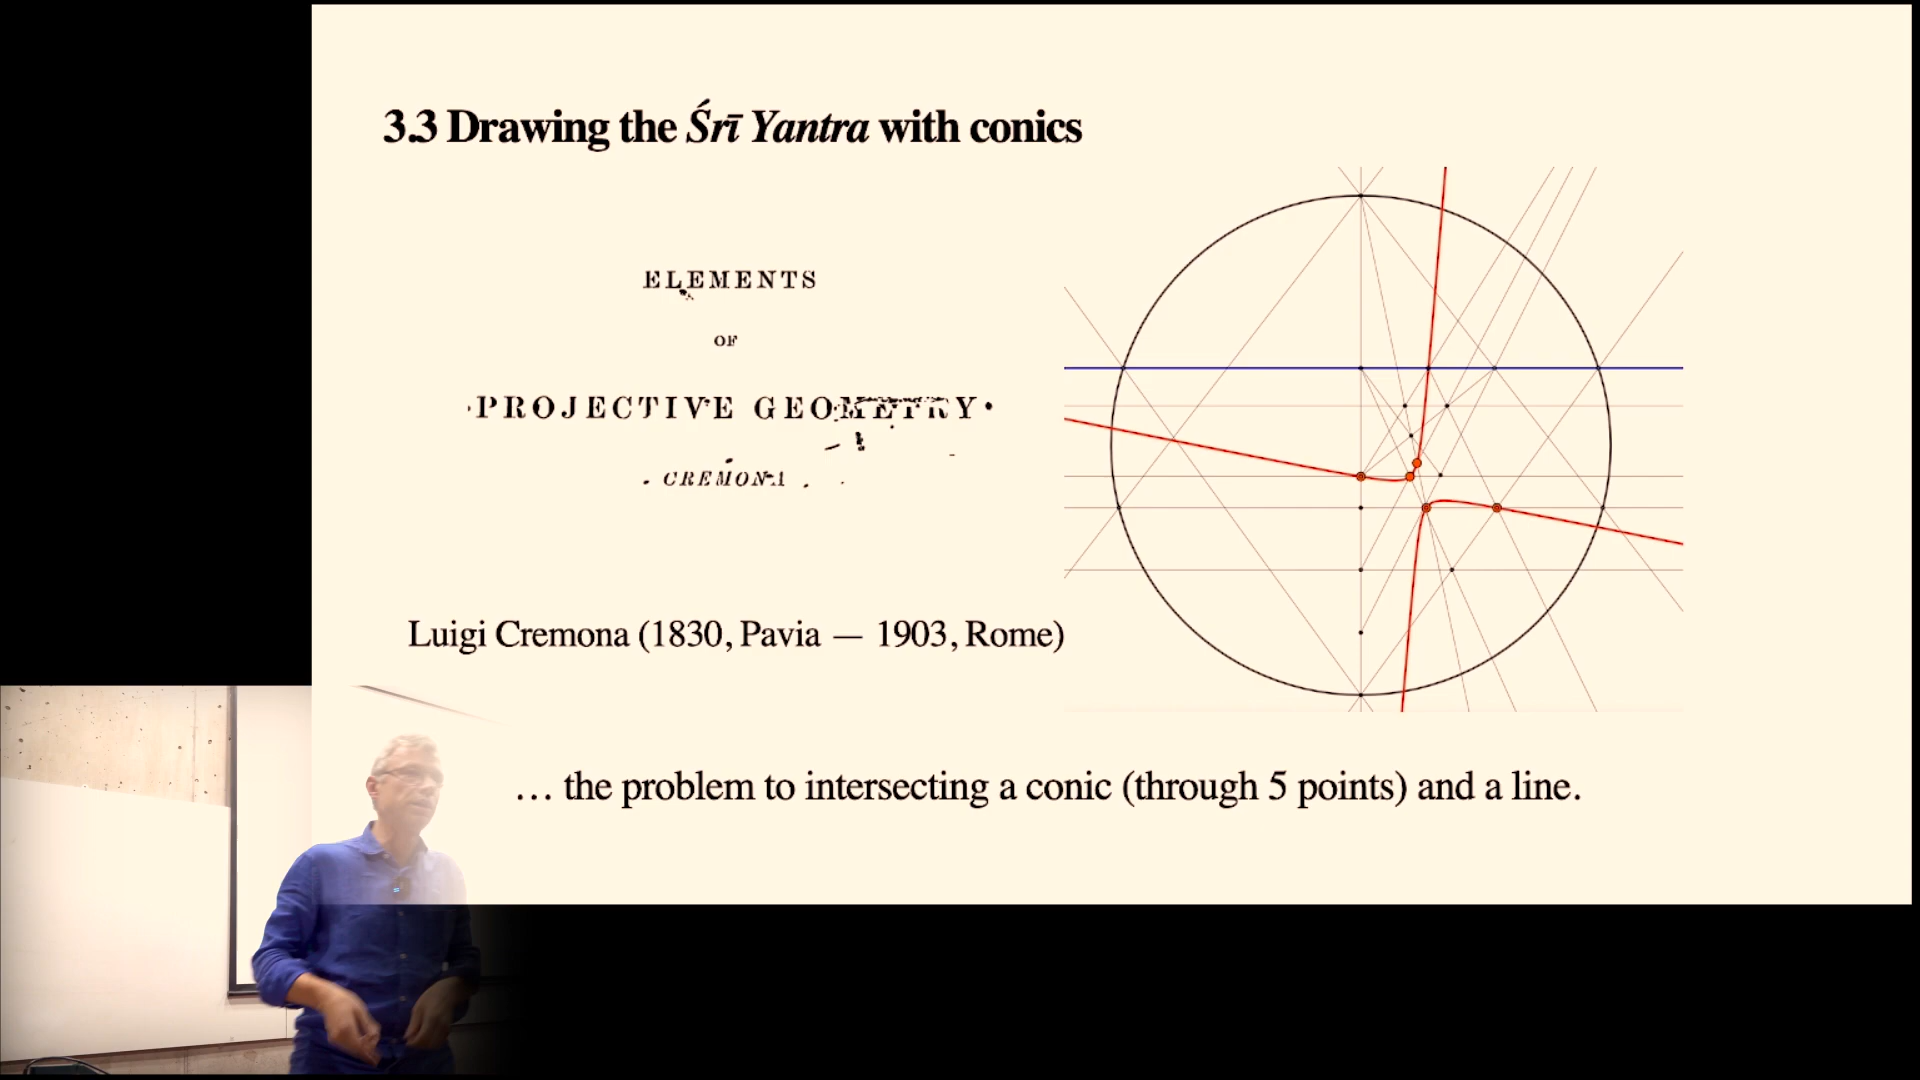 3.3 Drawing the Śrī Yantra with conics
ELEMENTS
OF
PROJECTIVE GEOMETRY
CREMONA
Luigi Cremona (1830, Pavia — 1903, Rome)
… the problem to intersecting a conic (through 5 points) and a line.